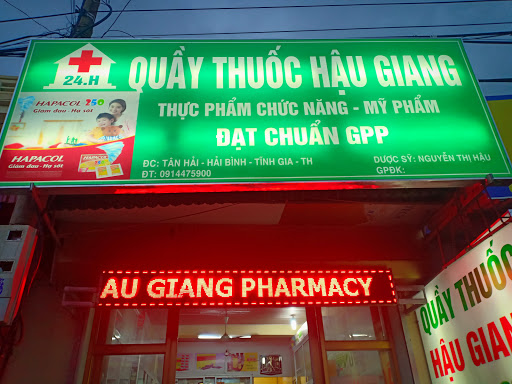 24.H
QUẦY THUỐC HẬU GIANG
THỰC PHẨM CHỨC NĂNG - MỸ PHẨM
ĐẠT CHUẨN GPP
HAPACOL 250
Giảm đau - Hạ sốt
HAPACOL
Giảm đau - Hạ sốt
ĐC: TÂN HẢI - HẢI BÌNH - TĨNH GIA - TH
ĐT: 0914475900
DƯỢC SỸ: NGUYỄN THỊ HẬU
GPĐK:
AU GIANG PHARMACY
QUẦY THUỐC
HẬU GIANG